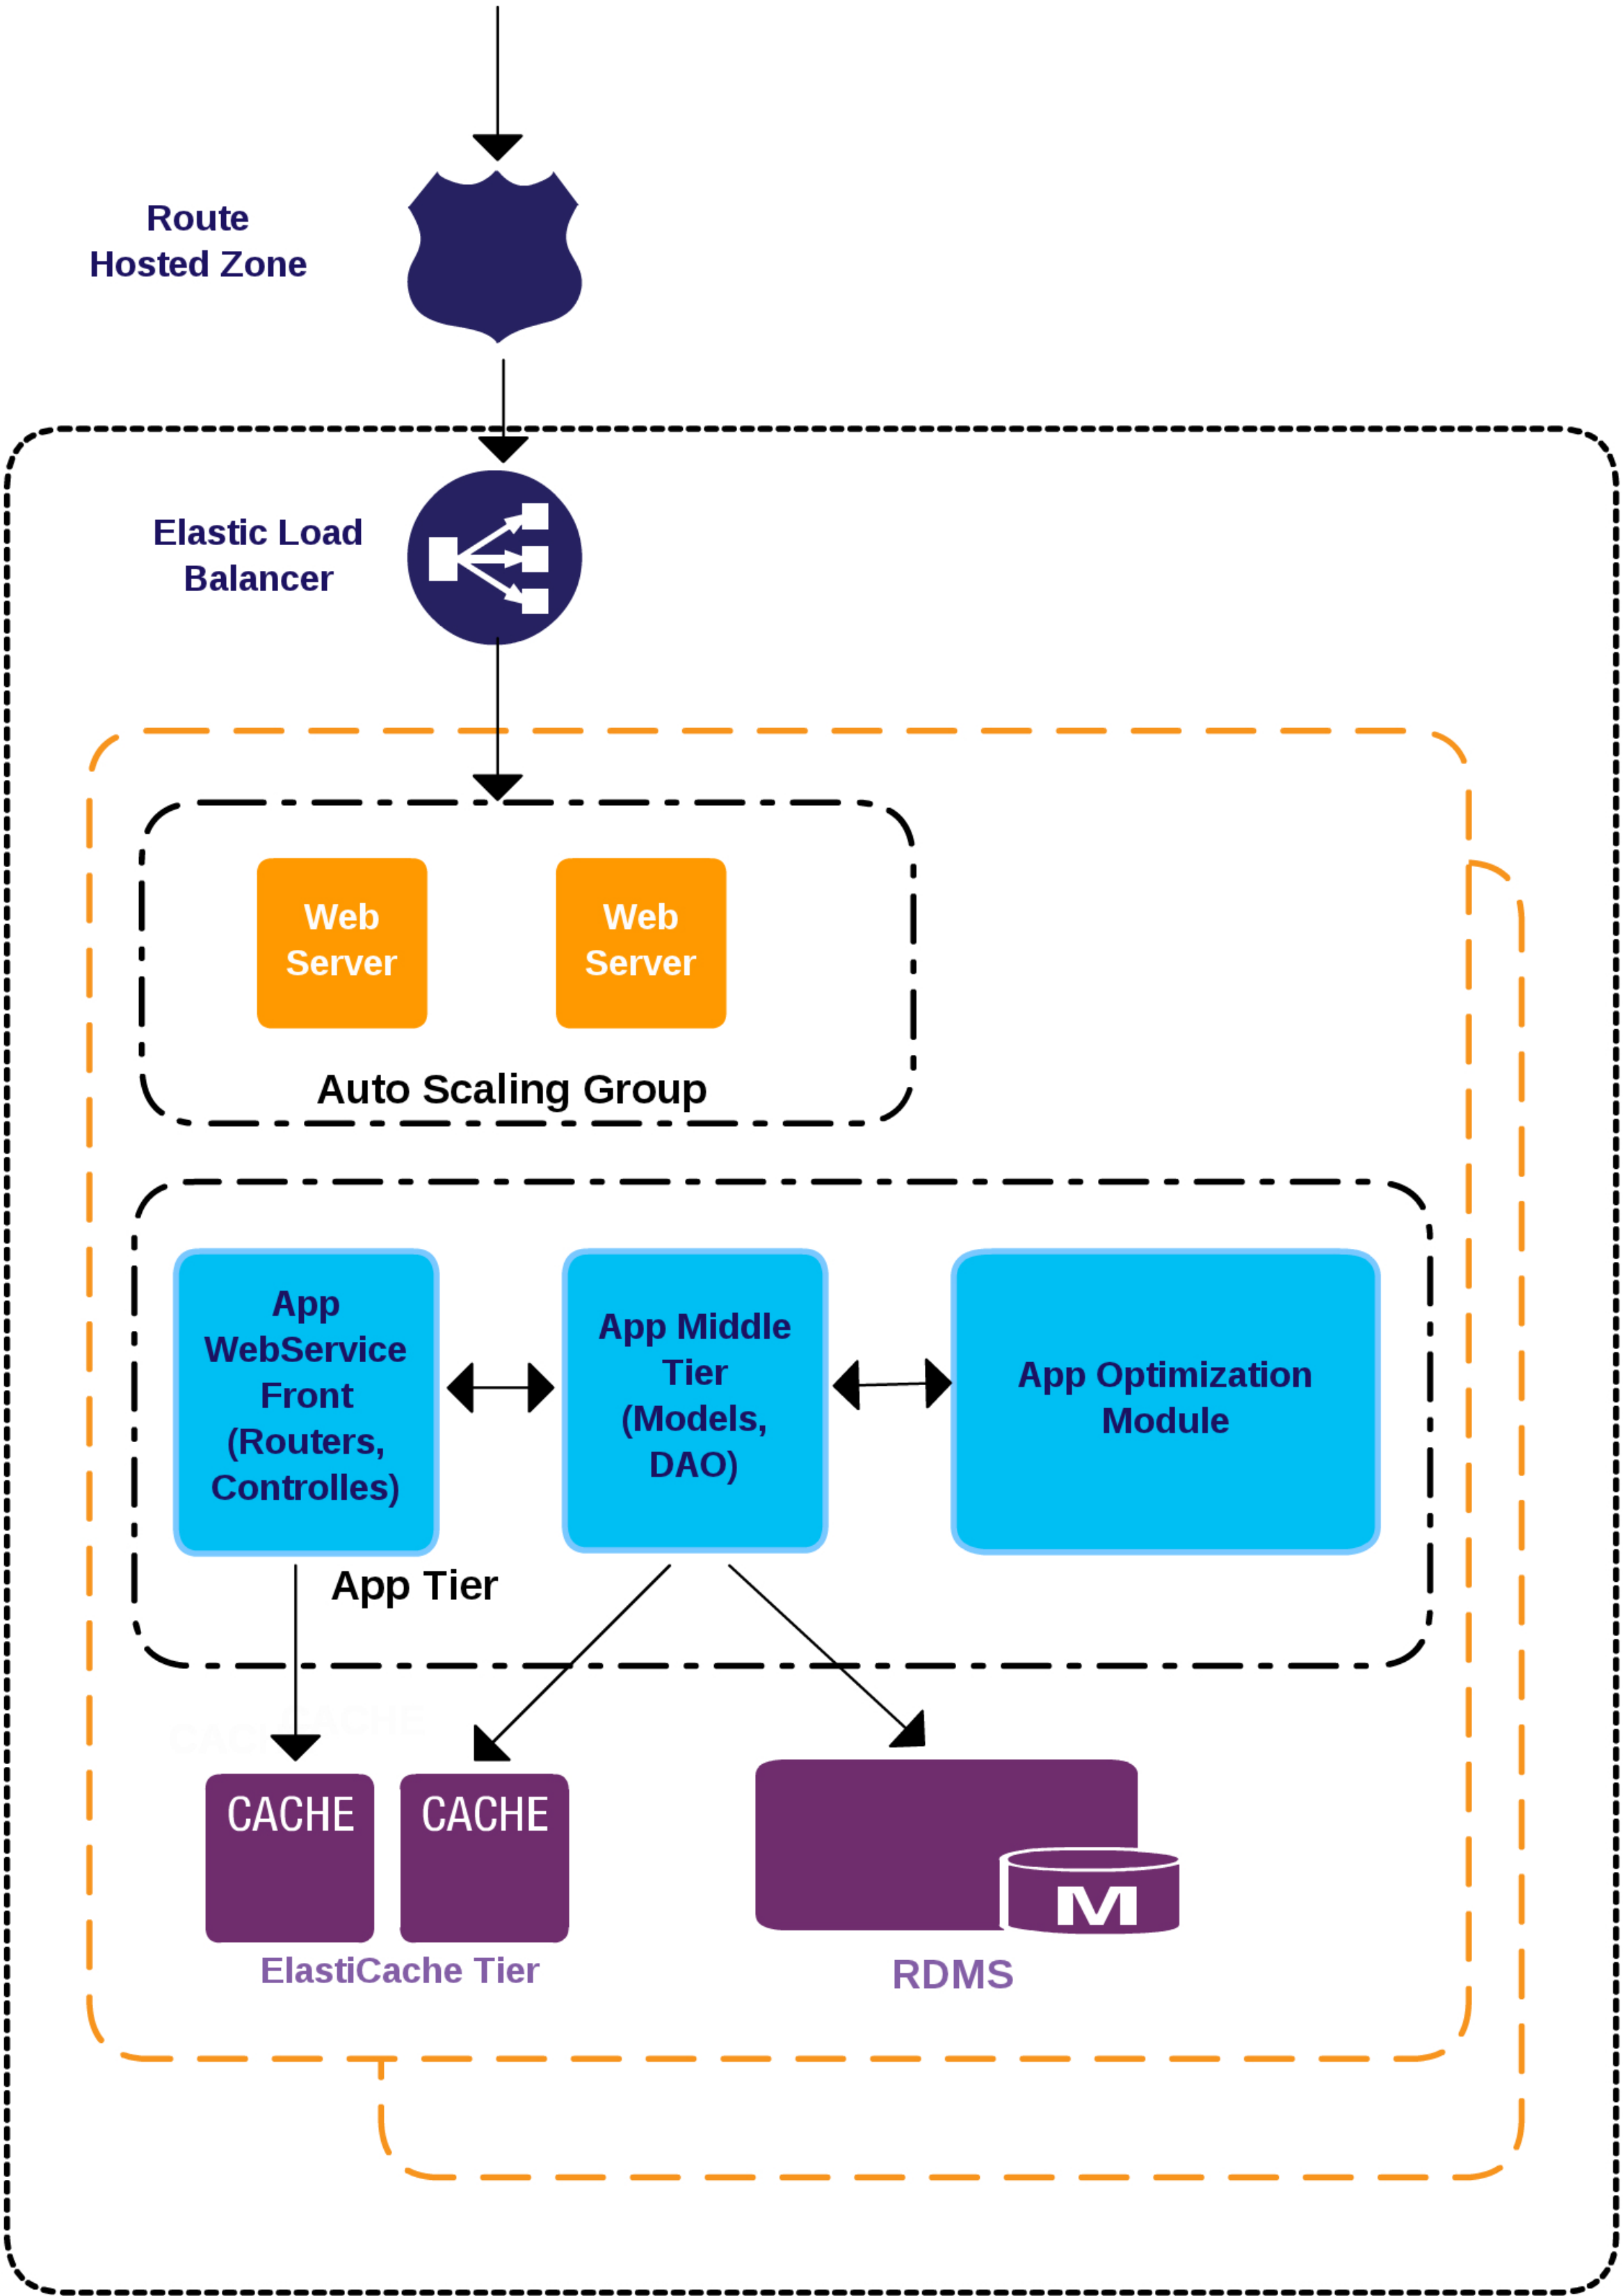 Route
Hosted Zone
Elastic Load
Balancer
Web
Server
Web
Server
Auto Scaling Group
App
WebService
Front
(Routers,
Controlles)
App Middle
Tier
(Models,
DAO)
App Optimization
Module
App Tier
CACHE
CACHE
M
ElastiCache Tier
RDMS